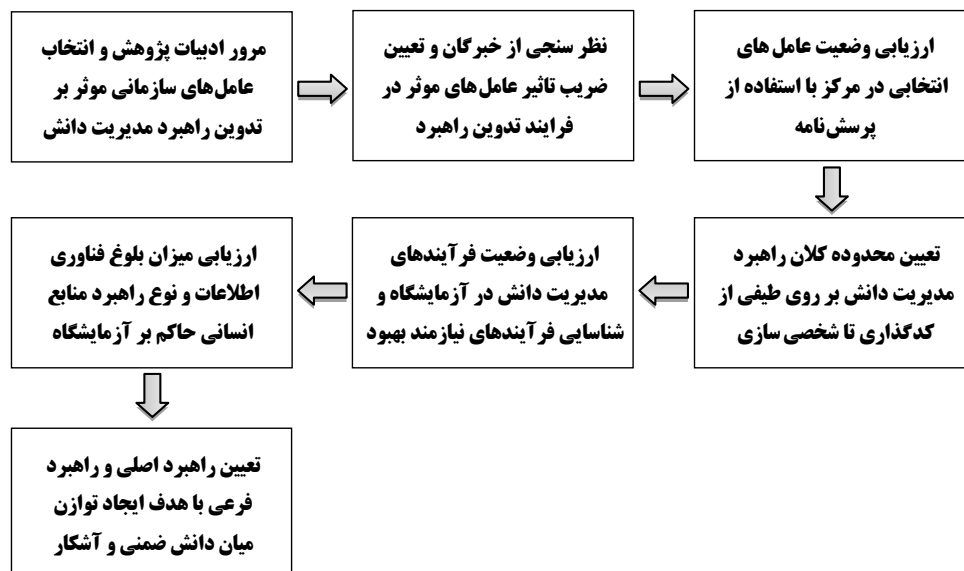 مرور ادبیات پژوهش و انتخاب
عامل‌های سازمانی موثر بر
تدوین راهبرد مدیریت دانش
نظر سنجی از خبرگان و تعیین
ضریب تاثیر عامل‌های موثر در
فرایند تدوین راهبرد
ارزیابی وضعیت عامل‌های
انتخابی در مرکز با استفاده از
پرسش‌نامه
تعیین محدوده کلان راهبرد
مدیریت دانش بر روی طیفی از
کدگذاری تا شخصی سازی
ارزیابی وضعیت فرآیندهای
مدیریت دانش در آزمایشگاه و
شناسایی فرآیندهای نیازمند بهبود
ارزیابی میزان بلوغ فناوری
اطلاعات و نوع راهبرد منابع
انسانی حاکم بر آزمایشگاه
تعیین راهبرد اصلی و راهبرد
فرعی با هدف ایجاد توازن
میان دانش ضمنی و آشکار